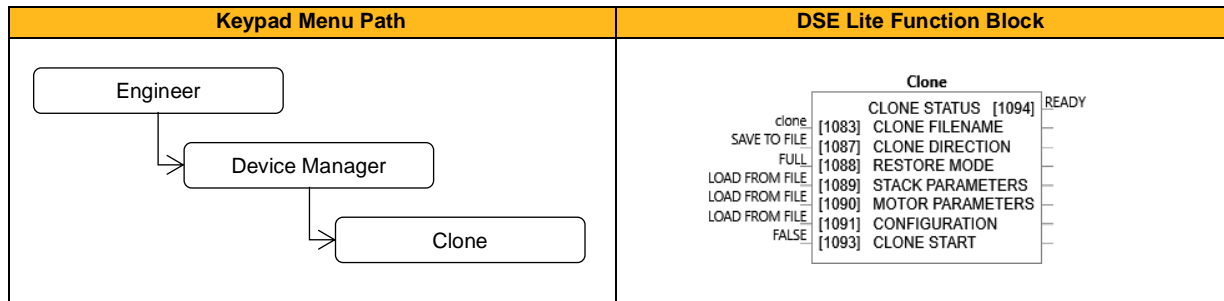 Keypad Menu Path
DSE Lite Function Block
Engineer
Device Manager
Clone
Clone
CLONE STATUS [1094] READY
clone [1083] CLONE FILENAME
SAVE TO FILE [1087] CLONE DIRECTION
FULL [1088] RESTORE MODE
LOAD FROM FILE [1089] STACK PARAMETERS
LOAD FROM FILE [1090] MOTOR PARAMETERS
LOAD FROM FILE [1091] CONFIGURATION
FALSE [1093] CLONE START